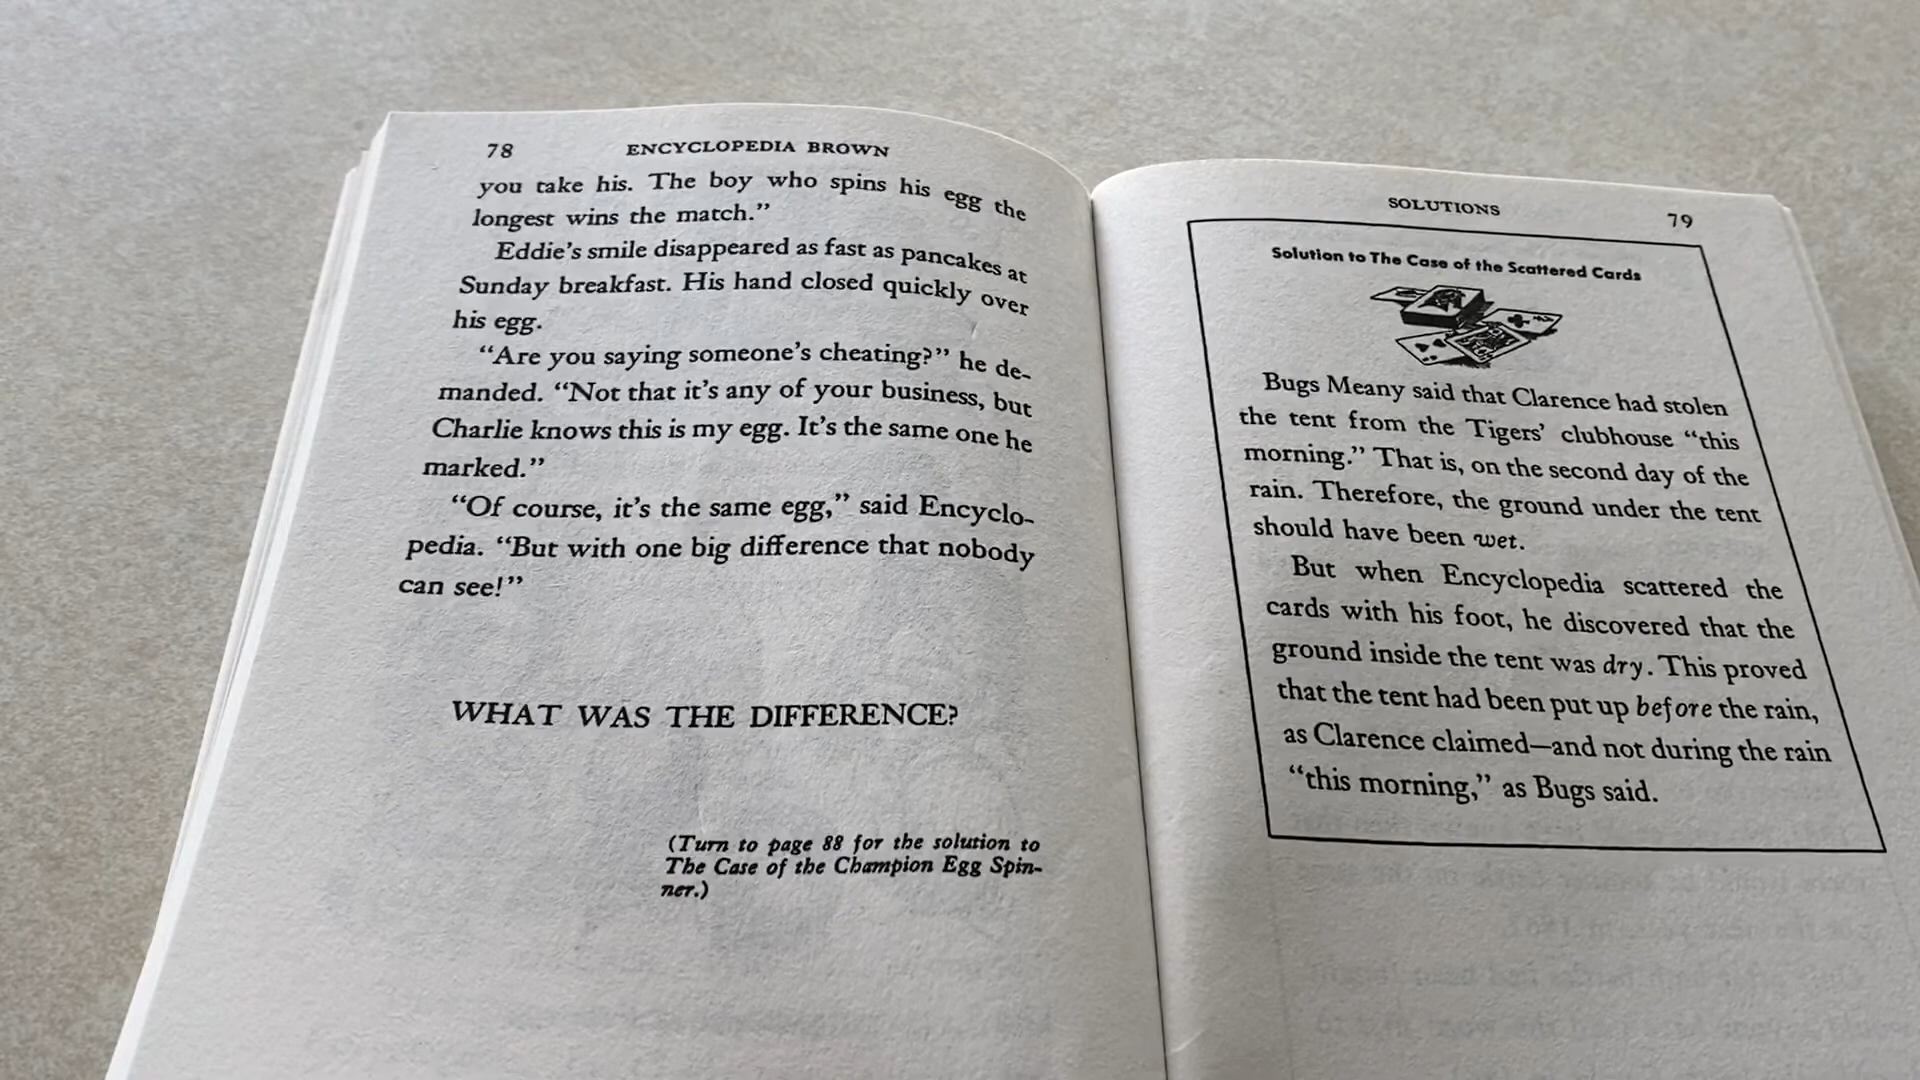 78 ENCYCLOPEDIA BROWN
you take his. The boy who spins his egg the
longest wins the match.”
Eddie’s smile disappeared as fast as pancakes at
Sunday breakfast. His hand closed quickly over
his egg.
“Are you saying someone’s cheating?” he de-
manded. “Not that it’s any of your business, but
Charlie knows this is my egg. It’s the same one he
marked.”
“Of course, it’s the same egg,” said Encyclo-
pedia. “But with one big difference that nobody
can see!”
WHAT WAS THE DIFFERENCE?
(Turn to page 88 for the solution to
The Case of the Champion Egg Spin-
ner.)
SOLUTIONS 79
Solution to The Case of the Scattered Cards
Bugs Meany said that Clarence had stolen
the tent from the Tigers’ clubhouse “this
morning.” That is, on the second day of the
rain. Therefore, the ground under the tent
should have been wet.
But when Encyclopedia scattered the
cards with his foot, he discovered that the
ground inside the tent was dry. This proved
that the tent had been put up before the rain,
as Clarence claimed—and not during the rain
“this morning,” as Bugs said.